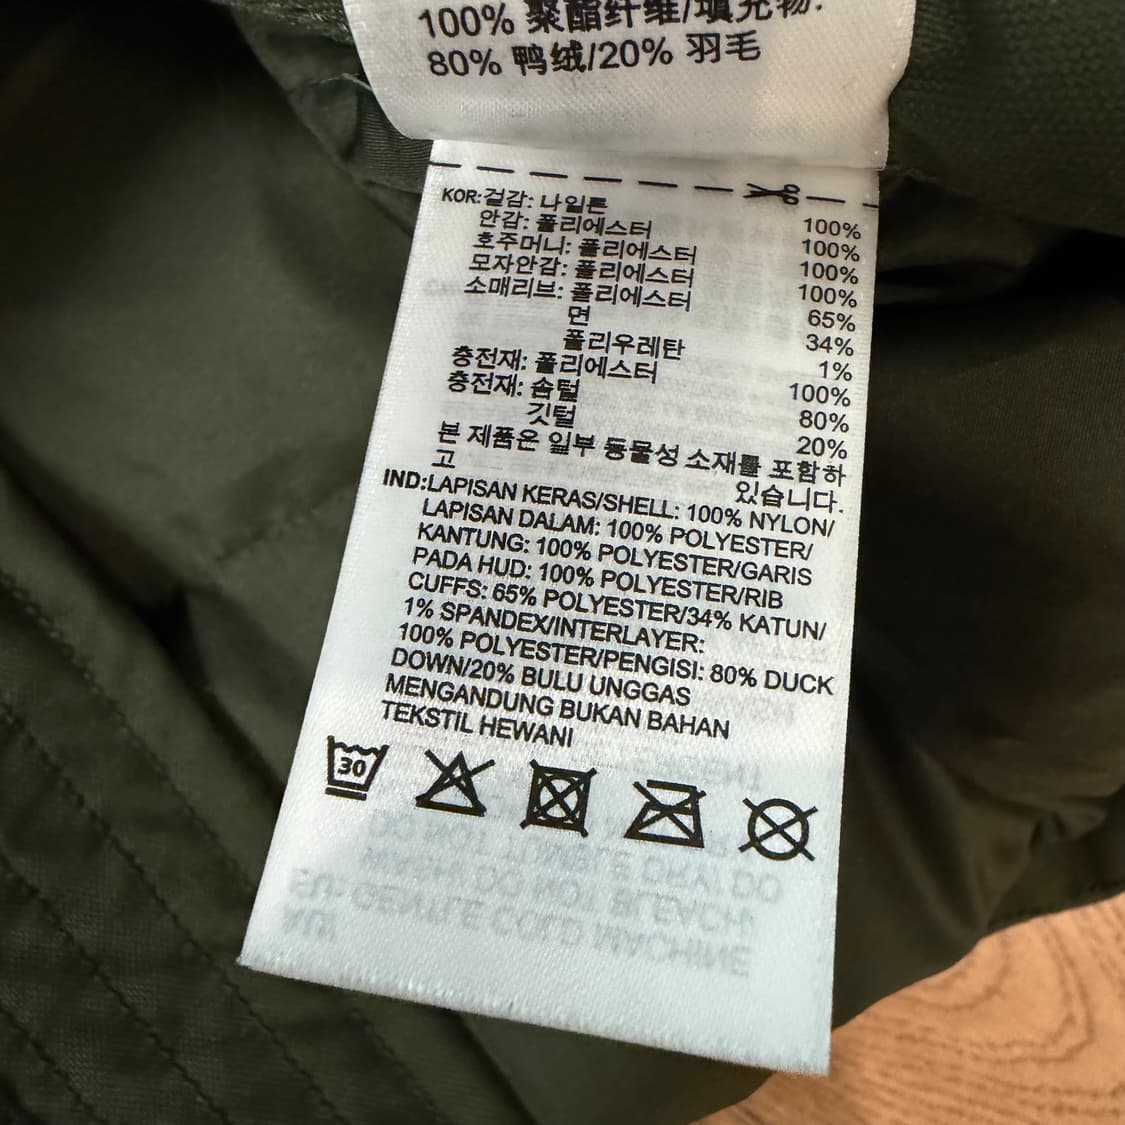 100% 聚酯纤维/填充物:
80% 鸭绒/20% 羽毛
KOR:겉감: 나일론 100%
안감: 폴리에스터 100%
호주머니: 폴리에스터 100%
모자안감: 폴리에스터 100%
소매리브: 폴리에스터 65%
면 34%
폴리우레탄 1%
충전재: 폴리에스터 100%
충전재: 솜털 80%
깃털 20%
본 제품은 일부 동물성 소재를 포함하
고 있습니다.
IND:LAPISAN KERAS/SHELL: 100% NYLON/
LAPISAN DALAM: 100% POLYESTER/
KANTUNG: 100% POLYESTER/GARIS
PADA HUD: 100% POLYESTER/RIB
CUFFS: 65% POLYESTER/34% KATUN/
1% SPANDEX/INTERLAYER:
100% POLYESTER/PENGISI: 80% DUCK
DOWN/20% BULU UNGGAS
MENGANDUNG BUKAN BAHAN
TEKSTIL HEWANI
30